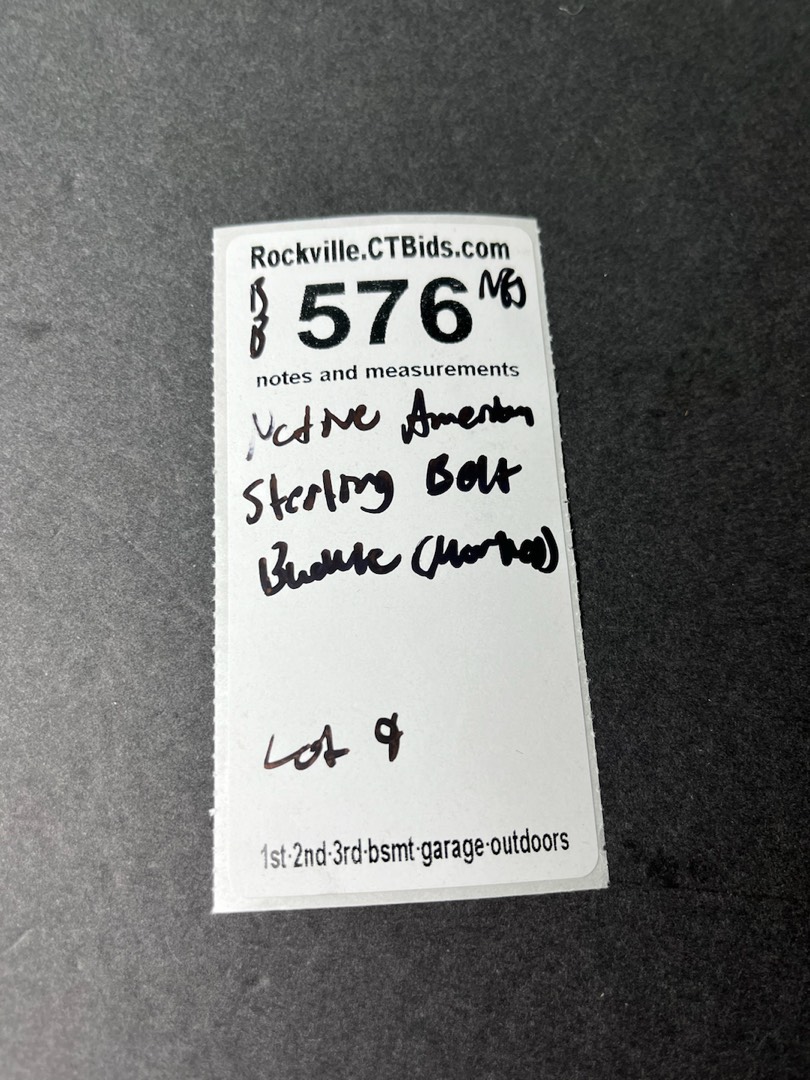 Rockville.CTBids.com
B
B
576
notes and measurements
Native American
Sterling Belt
Buckle (Marked)
Lot 9
1st·2nd·3rd·bsmt·garage·outdoors